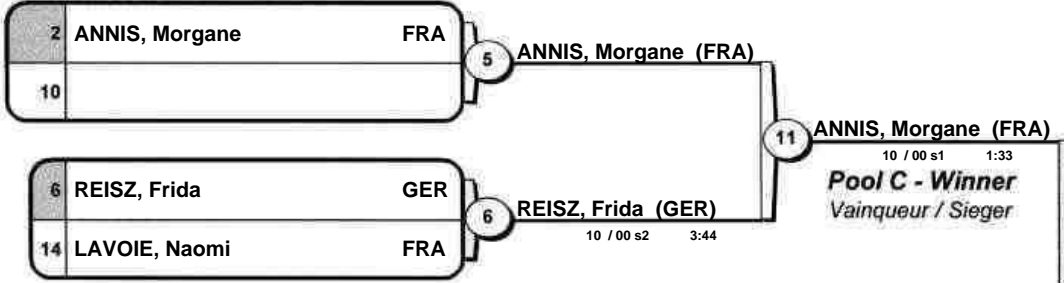 2 ANNIS, Morgane FRA
10
5
ANNIS, Morgane (FRA)
6 REISZ, Frida GER
14 LAVOIE, Naomi FRA
6
REISZ, Frida (GER)
10 / 00 s2 3:44
11
ANNIS, Morgane (FRA)
10 / 00 s1 1:33
Pool C - Winner
Vainqueur / Sieger